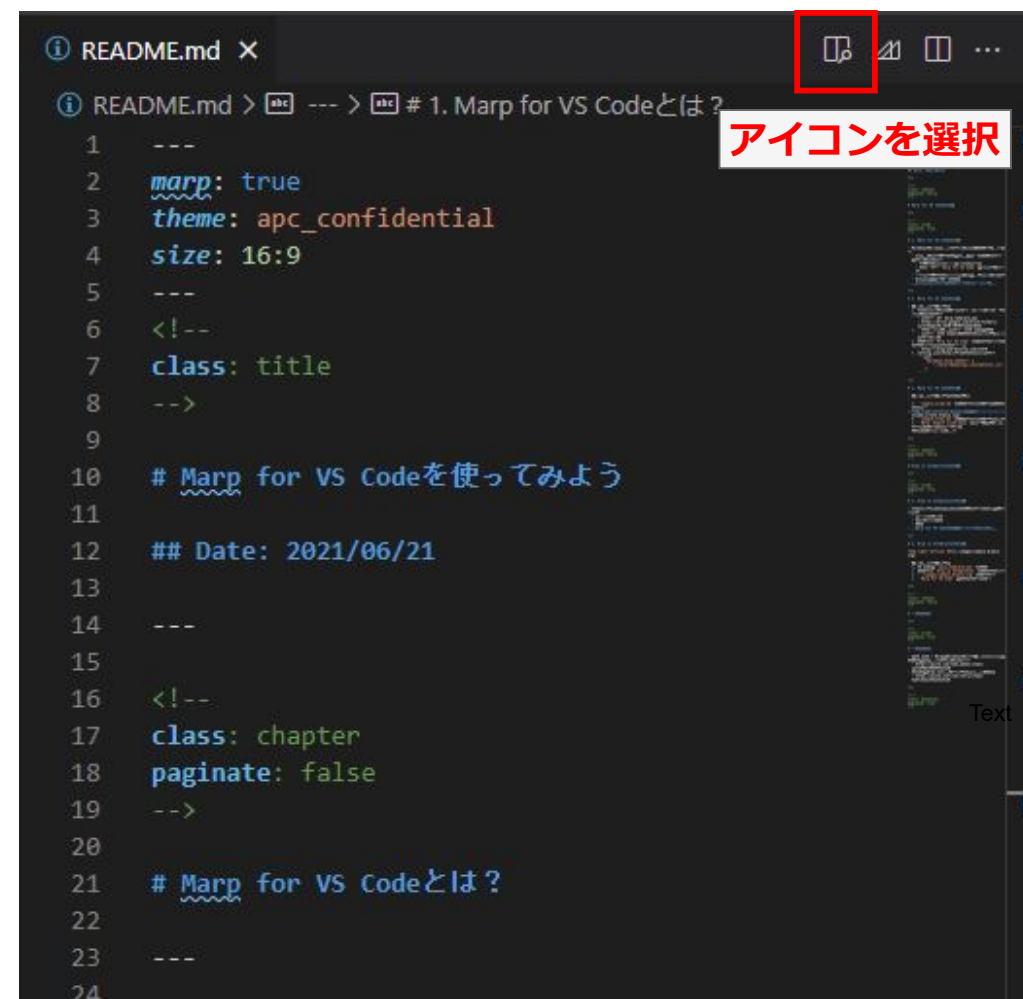 README.md
README.md > --- > # 1. Marp for VS Codeとは？
アイコンを選択
1 ---
2 marp: true
3 theme: apc_confidential
4 size: 16:9
5 ---
6 <!--
7 class: title
8 -->
9
10 # Marp for VS Codeを使ってみよう
11
12 ## Date: 2021/06/21
13
14 ---
15
16 <!--
Text
17 class: chapter
18 paginate: false
19 -->
20
21 # Marp for VS Codeとは？
22
23 ---
24